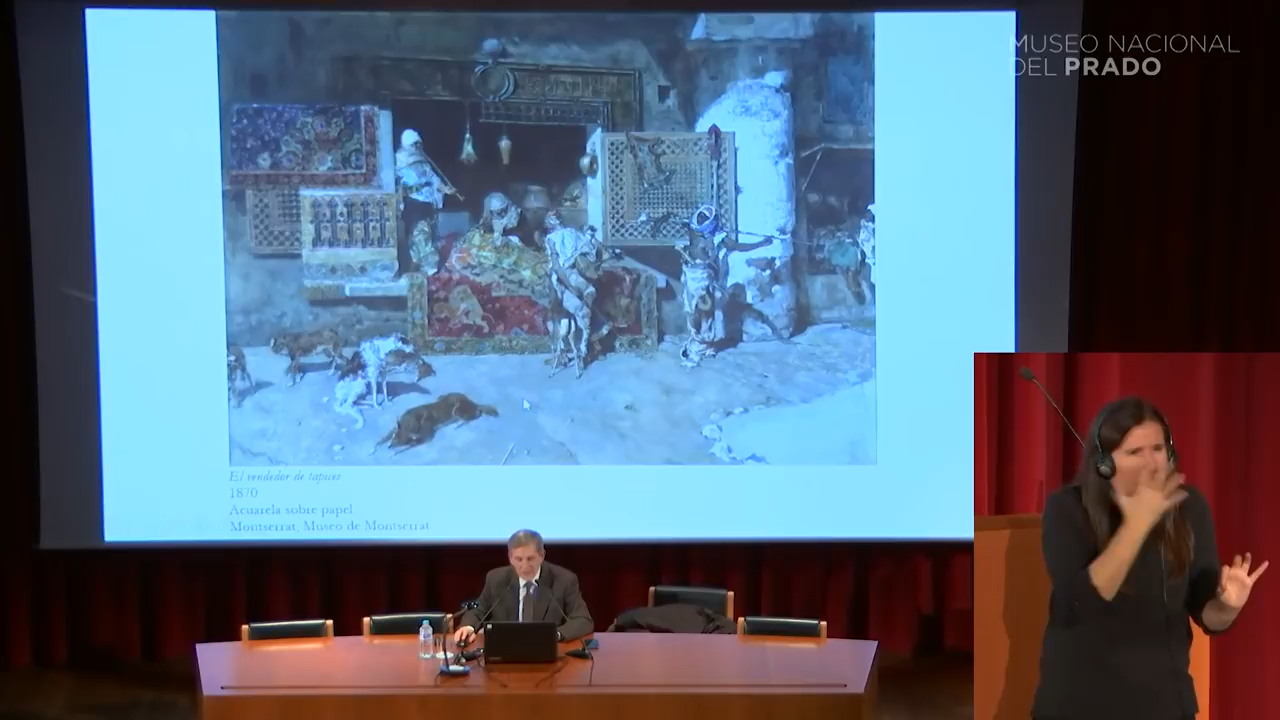 MUSEO NACIONAL
DEL PRADO
El vendedor de tapices
1870
Acuarela sobre papel
Montserrat, Museo de Montserrat